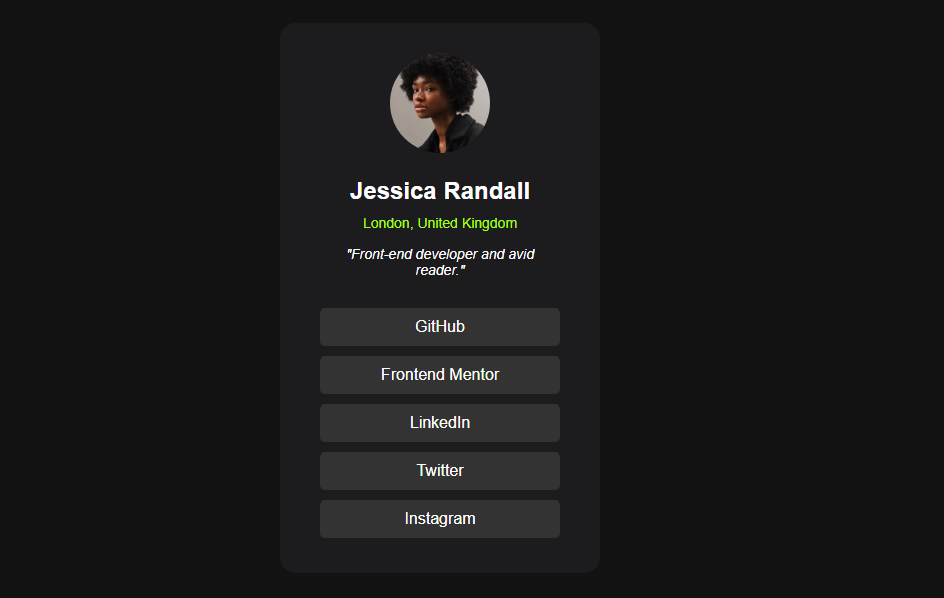 Jessica Randall
London, United Kingdom
"Front-end developer and avid
reader."
GitHub
Frontend Mentor
LinkedIn
Twitter
Instagram